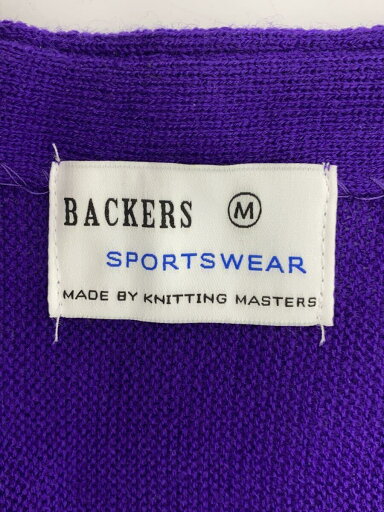 BACKERS Ⓜ
SPORTSWEAR
MADE BY KNITTING MASTERS